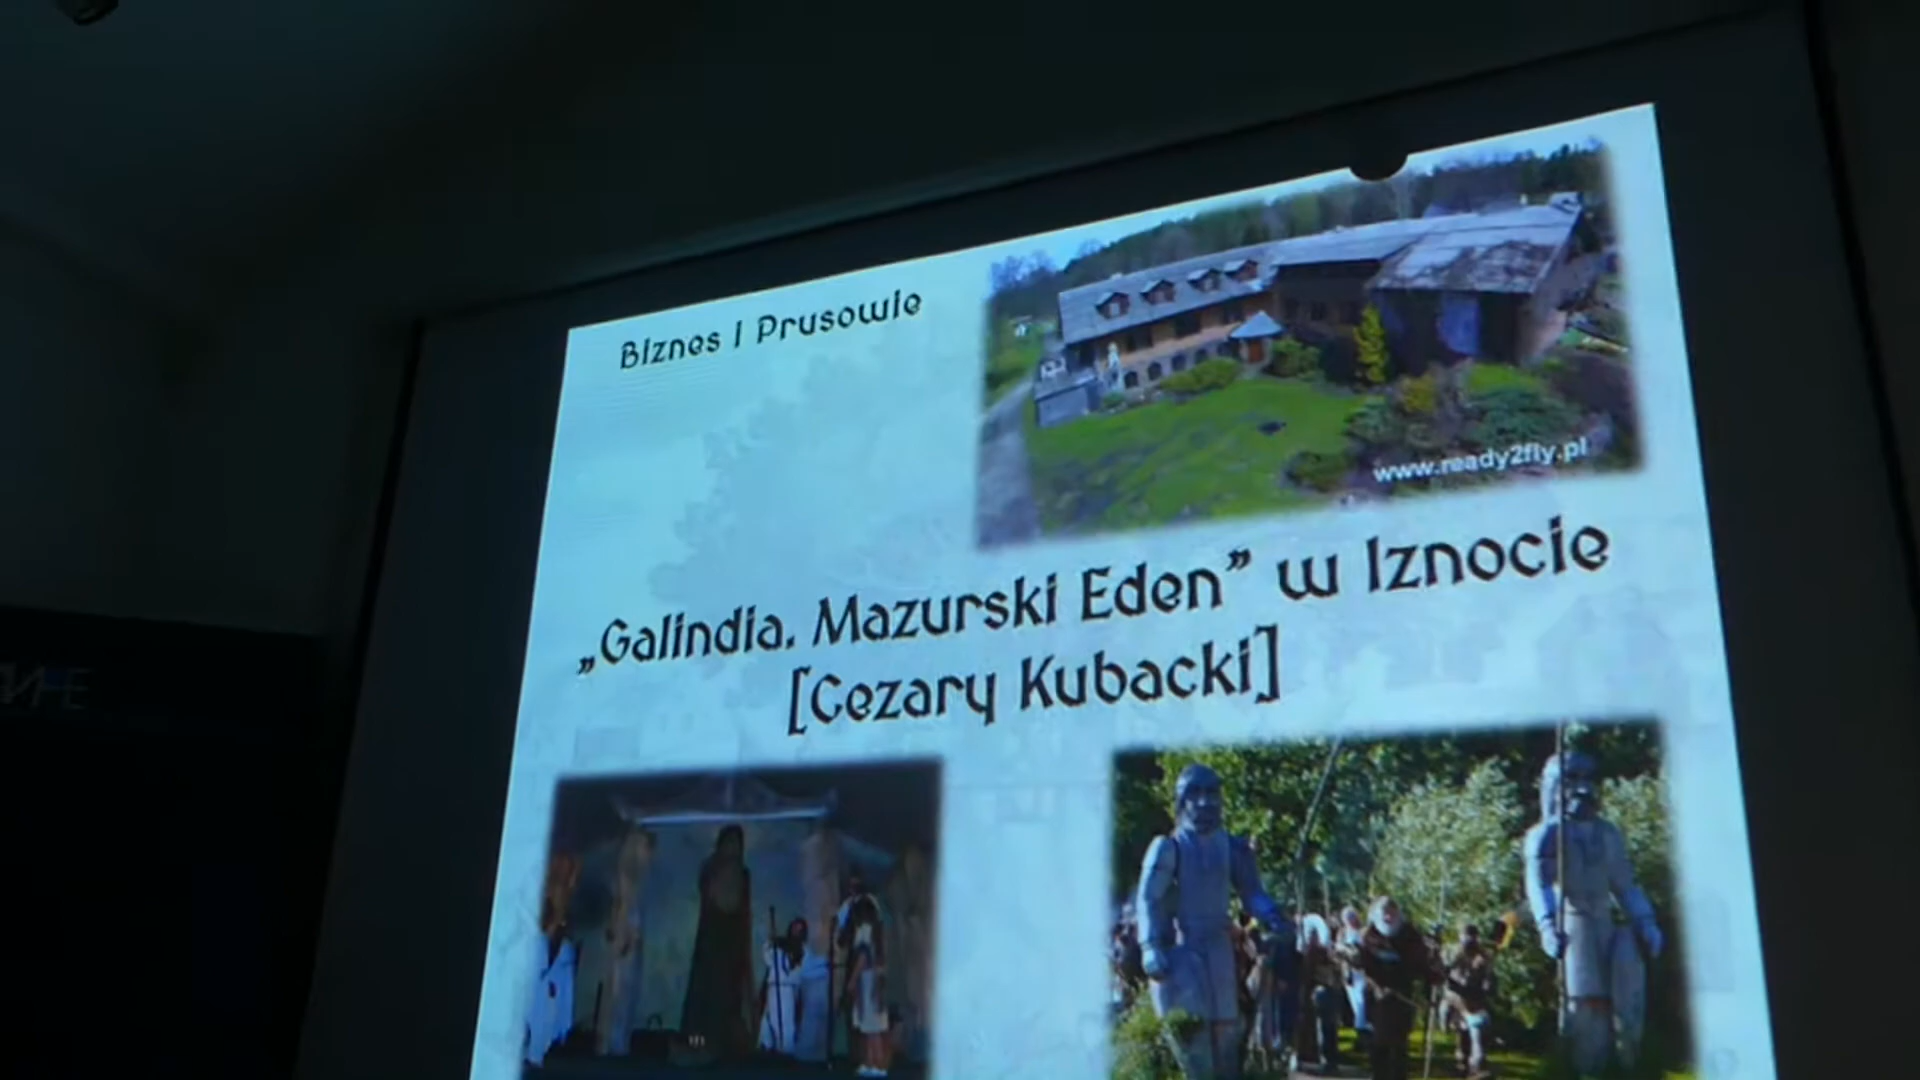 Biznes i Prusowie
www.ready2fly.pl
„Galindia. Mazurski Eden” w Iznocie
[Cezary Kubacki]